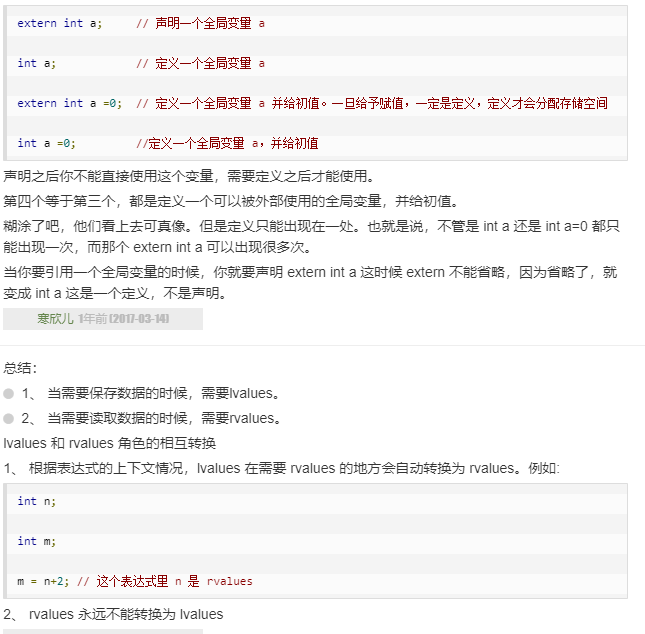 extern int a;     // 声明一个全局变量 a
int a;            // 定义一个全局变量 a
extern int a =0;  // 定义一个全局变量 a 并给初值。一旦给予赋值，一定是定义，定义才会分配存储空间
int a =0;         //定义一个全局变量 a，并给初值
声明之后你不能直接使用这个变量，需要定义之后才能使用。
第四个等于第三个，都是定义一个可以被外部使用的全局变量，并给初值。
糊涂了吧，他们看上去可真像。但是定义只能出现在一处。也就是说，不管是 int a 还是 int a=0 都只
能出现一次，而那个 extern int a 可以出现很多次。
当你要引用一个全局变量的时候，你就要声明 extern int a 这时候 extern 不能省略，因为省略了，就
变成 int a 这是一个定义，不是声明。
寒欣儿 1年前 (2017-03-14)
总结：
1、 当需要保存数据的时候，需要lvalues。
2、 当需要读取数据的时候，需要rvalues。
lvalues 和 rvalues 角色的相互转换
1、 根据表达式的上下文情况，lvalues 在需要 rvalues 的地方会自动转换为 rvalues。例如:
int n;
int m;
m = n+2; // 这个表达式里 n 是 rvalues
2、 rvalues 永远不能转换为 lvalues